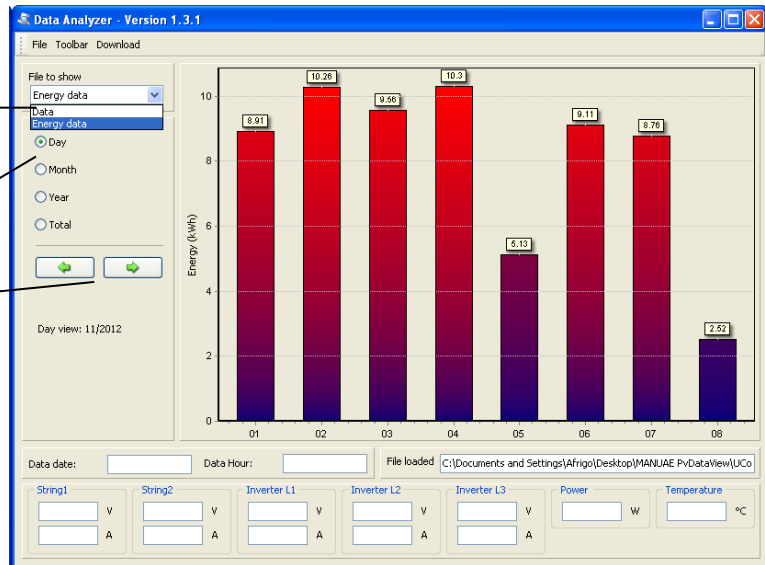 Data Analyzer - Version 1.3.1
File Toolbar Download
File to show
Energy data
Data
Energy data
Day
Month
Year
Total
Day view: 11/2012
Energy (kWh)
10
8
6
4
2
0
8.91
10.26
9.56
10.3
5.13
9.11
8.76
2.52
01 02 03 04 05 06 07 08
Data date:
Data Hour:
File loaded C:\Documents and Settings\Afrigo\Desktop\MANUAE PvDataView\UCo
String1 String2 Inverter L1 Inverter L2 Inverter L3 Power Temperature
V V V V V W °C
A A A A A